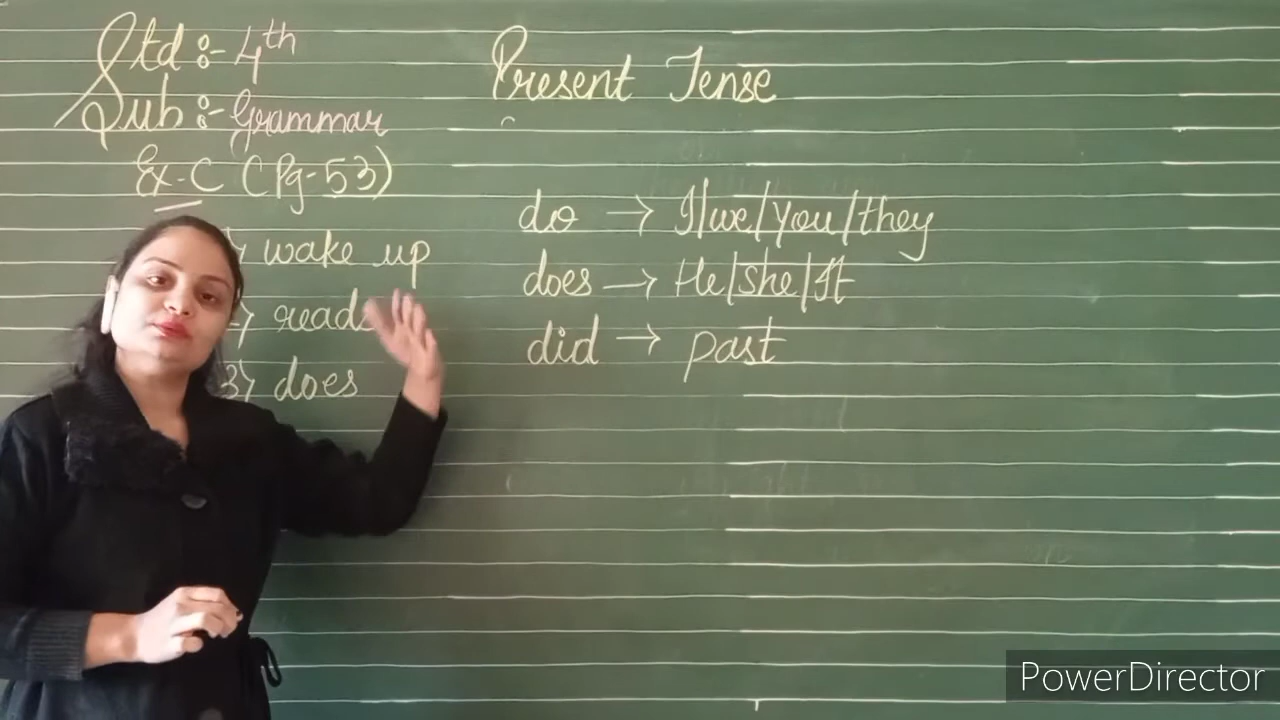 Std :- 4th
Sub :- Grammar
Ex-C (Pg-53)
wake up
reads
3) does
Present Tense
do → I/we/you/they
does → He/she/It
did → past
PowerDirector